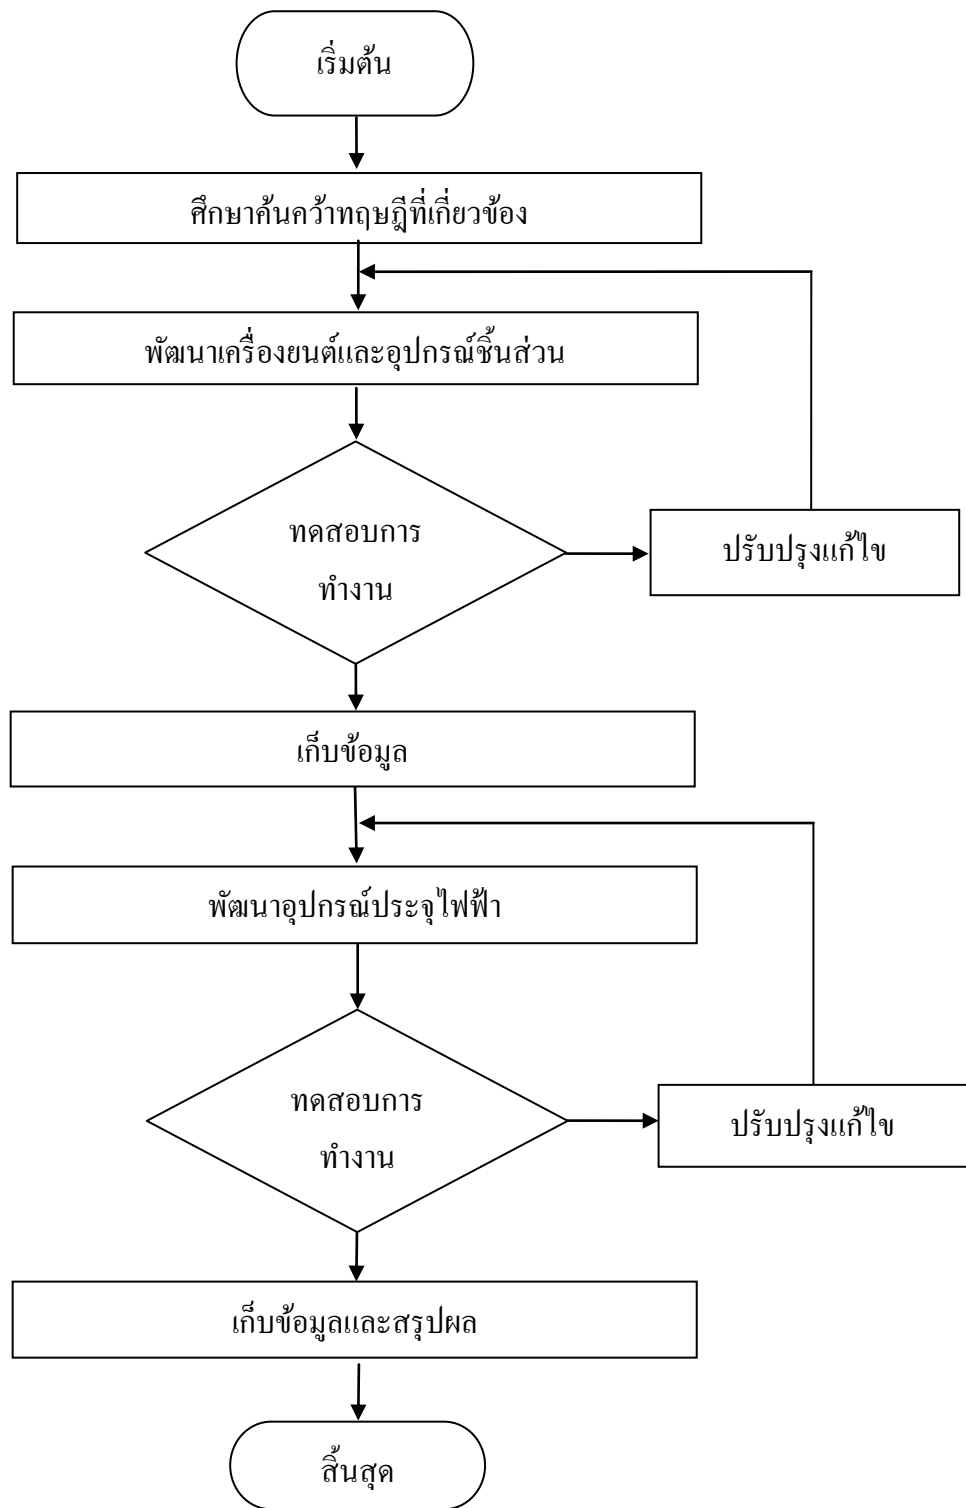 เริ่มต้น
ศึกษาค้นคว้าทฤษฎีที่เกี่ยวข้อง
พัฒนาเครื่องยนต์และอุปกรณ์ชิ้นส่วน
ทดสอบการ
ทำงาน
ปรับปรุงแก้ไข
เก็บข้อมูล
พัฒนาอุปกรณ์ประจุไฟฟ้า
ทดสอบการ
ทำงาน
ปรับปรุงแก้ไข
เก็บข้อมูลและสรุปผล
สิ้นสุด